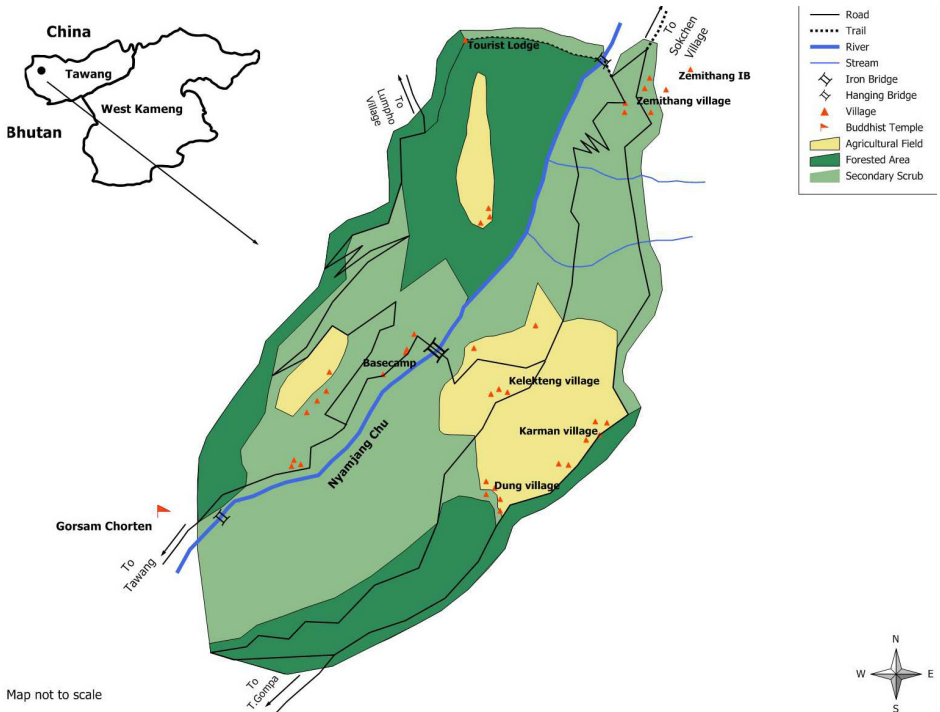 China
Tawang
West Kameng
Bhutan
To
Lumpho
Village
Tourist Lodge
To
Sokchen
Village
Zemithang IB
Zemithang village
Road
Trail
River
Stream
Iron Bridge
Hanging Bridge
Village
Buddhist Temple
Agricultural Field
Forested Area
Secondary Scrub
Basecamp
Kelekteng village
Karman village
Dung village
Nyamjang Chu
Gorsam Chorten
To
Tawang
To
T.Gompa
Map not to scale
N
W
E
S